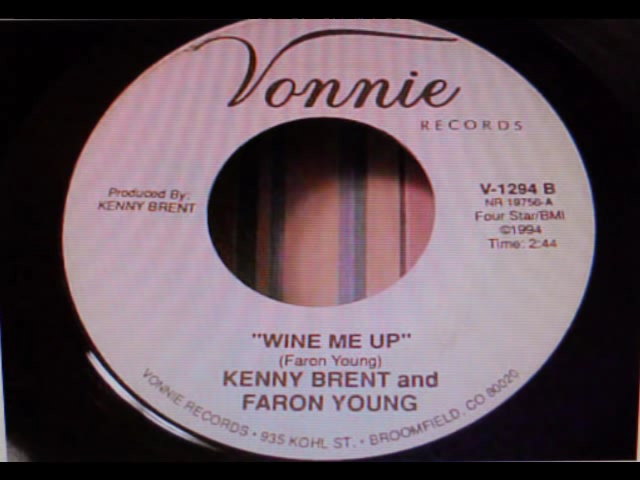 Vonnie
RECORDS
Produced By:
KENNY BRENT
V-1294 B
NR 19756-A
Four Star/BMI
©1994
Time: 2:44
"WINE ME UP"
(Faron Young)
KENNY BRENT and
FARON YOUNG
VONNIE RECORDS • 935 KOHL ST. • BROOMFIELD, CO 80020